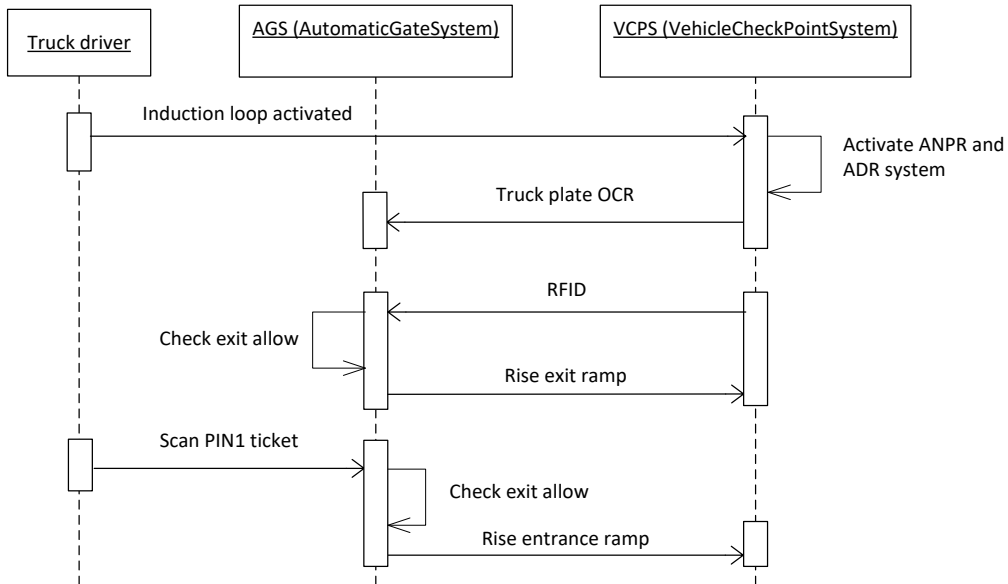 Truck driver
AGS (AutomaticGateSystem)
VCPS (VehicleCheckPointSystem)
Induction loop activated
Activate ANPR and
ADR system
Truck plate OCR
RFID
Check exit allow
Rise exit ramp
Scan PIN1 ticket
Check exit allow
Rise entrance ramp